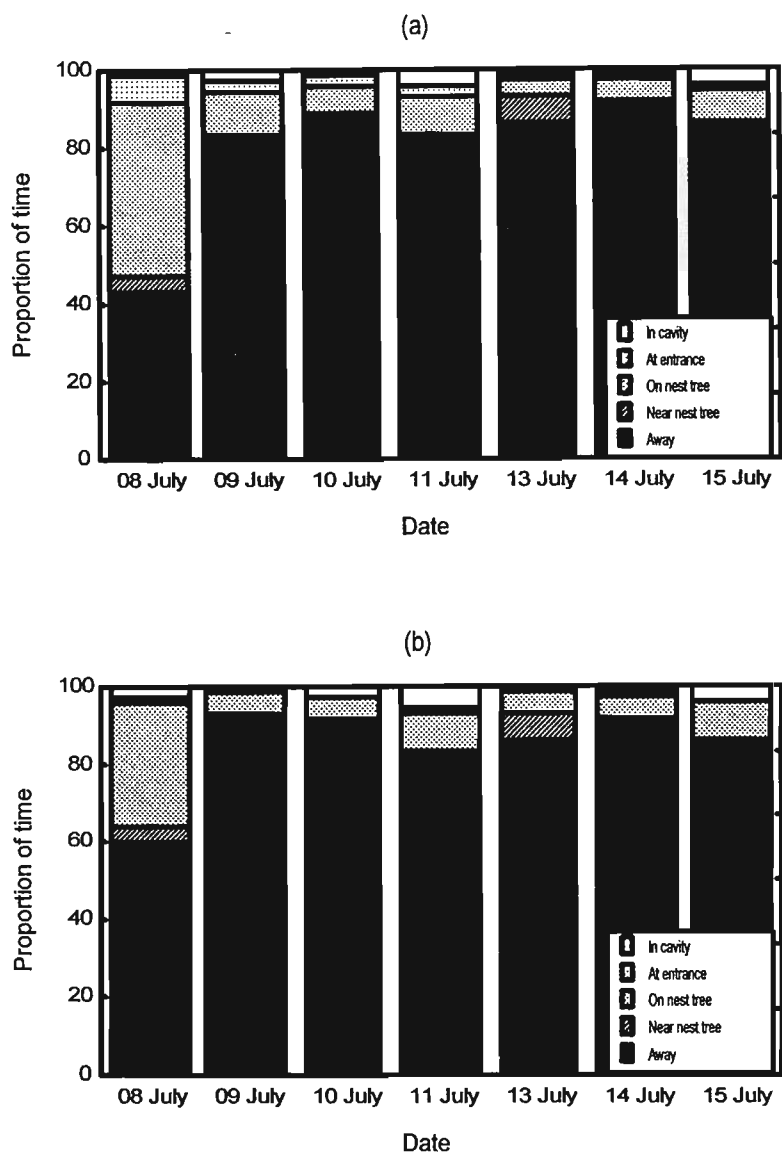 (a)
Proportion of time
100
80
60
40
20
0
In cavity
At entrance
On nest tree
Near nest tree
Away
08 July 09 July 10 July 11 July 13 July 14 July 15 July
Date
(b)
Proportion of time
100
80
60
40
20
0
In cavity
At entrance
On nest tree
Near nest tree
Away
08 July 09 July 10 July 11 July 13 July 14 July 15 July
Date